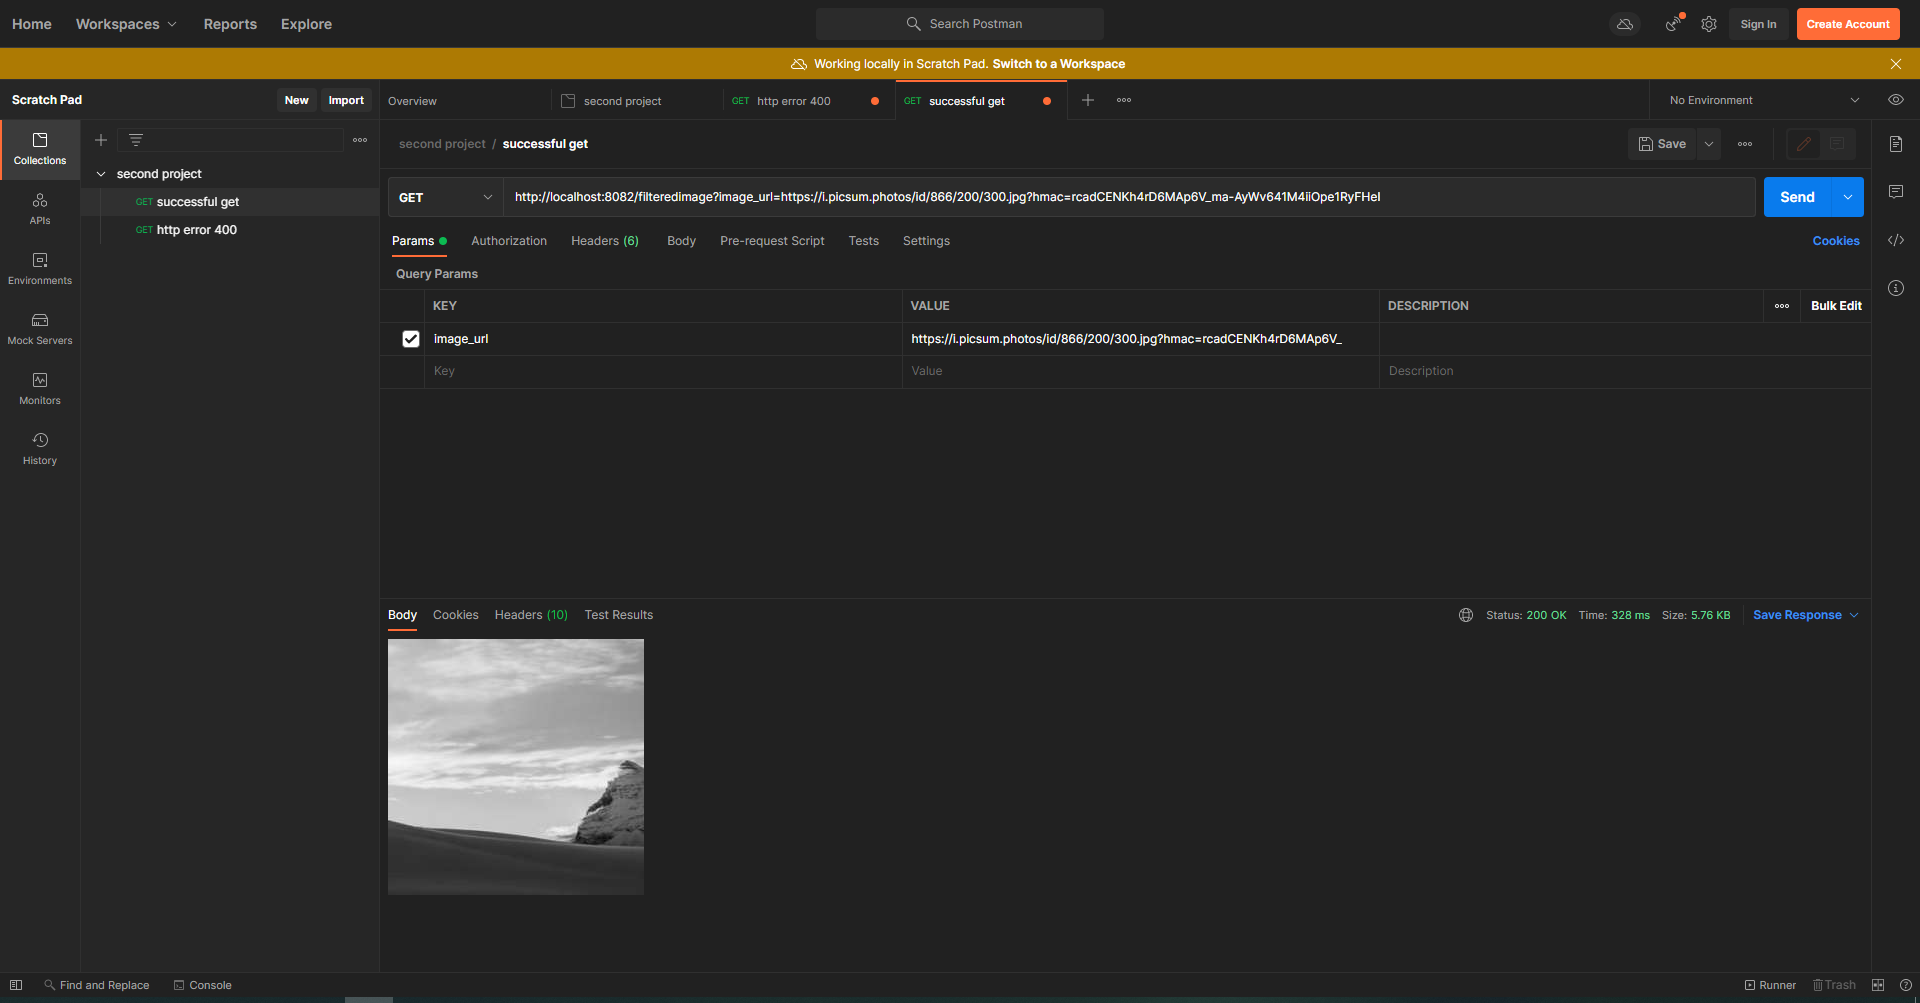 Home Workspaces Reports Explore Search Postman Sign In Create Account
Working locally in Scratch Pad. Switch to a Workspace
Scratch Pad New Import Overview second project GET http error 400 GET successful get No Environment
second project / successful get Save
Collections
APIs
Environments
Mock Servers
Monitors
History
second project
GET successful get
GET http error 400
GET http://localhost:8082/filteredimage?image_url=https://i.picsum.photos/id/866/200/300.jpg?hmac=rcadCENKh4rD6MAp6V_ma-AyWv641M4iiOpe1RyFHeI Send
Params Authorization Headers (6) Body Pre-request Script Tests Settings Cookies
Query Params
KEY VALUE DESCRIPTION Bulk Edit
image_url https://i.picsum.photos/id/866/200/300.jpg?hmac=rcadCENKh4rD6MAp6V_
Key Value Description
Body Cookies Headers (10) Test Results Status: 200 OK Time: 328 ms Size: 5.76 KB Save Response
Find and Replace Console Runner Trash